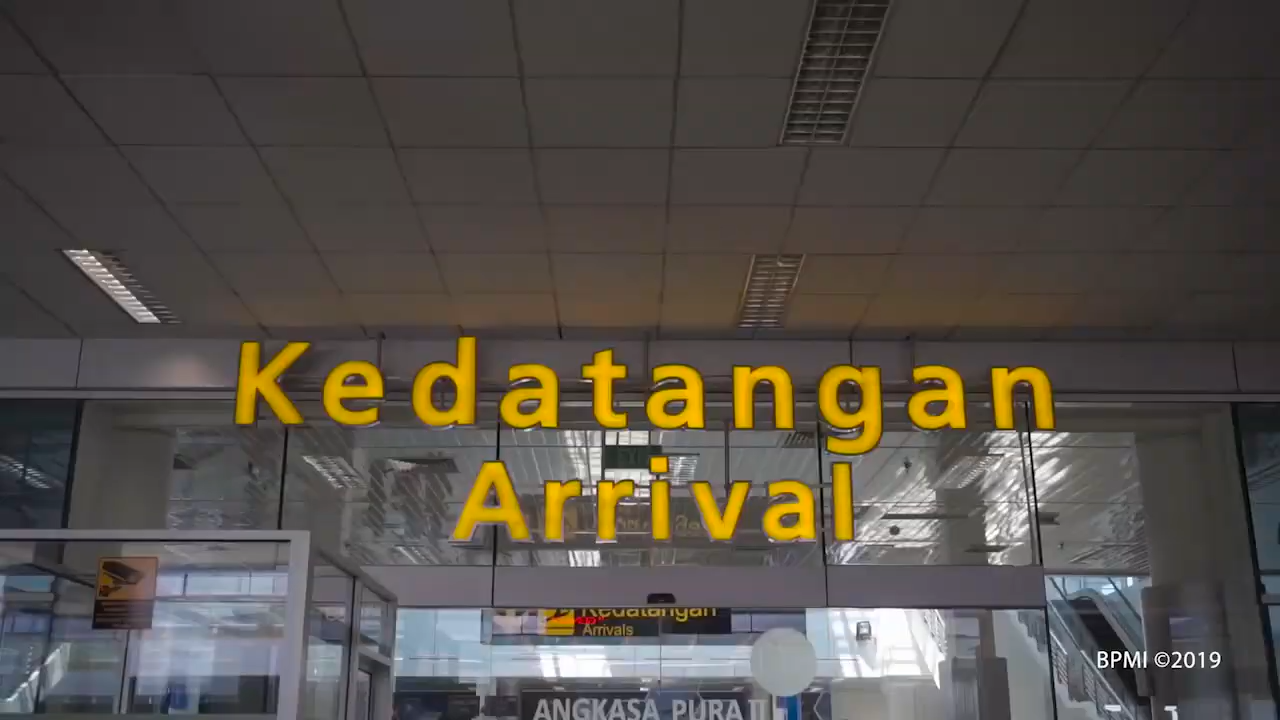 Kedatangan
Arrival
Kedatangan
Arrivals
BPMI ©2019
ANGKASA PURA II